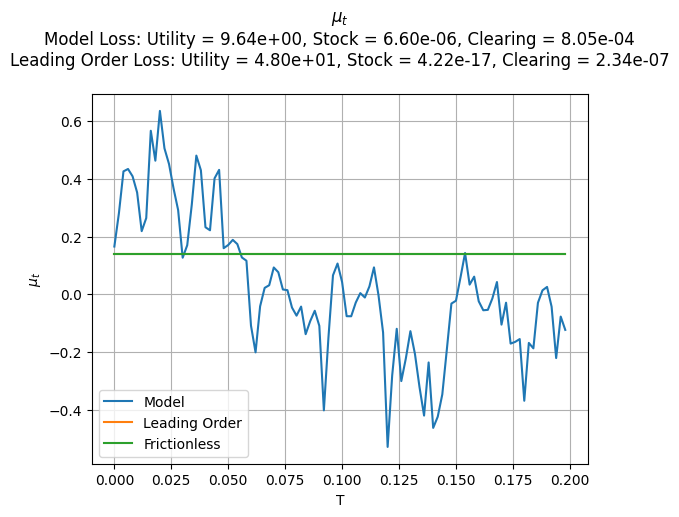 μ_t
Model Loss: Utility = 9.64e+00, Stock = 6.60e-06, Clearing = 8.05e-04
Leading Order Loss: Utility = 4.80e+01, Stock = 4.22e-17, Clearing = 2.34e-07
0.6
0.4
0.2
0.0
−0.2
−0.4
μ_t
Model
Leading Order
Frictionless
0.000 0.025 0.050 0.075 0.100 0.125 0.150 0.175 0.200
T